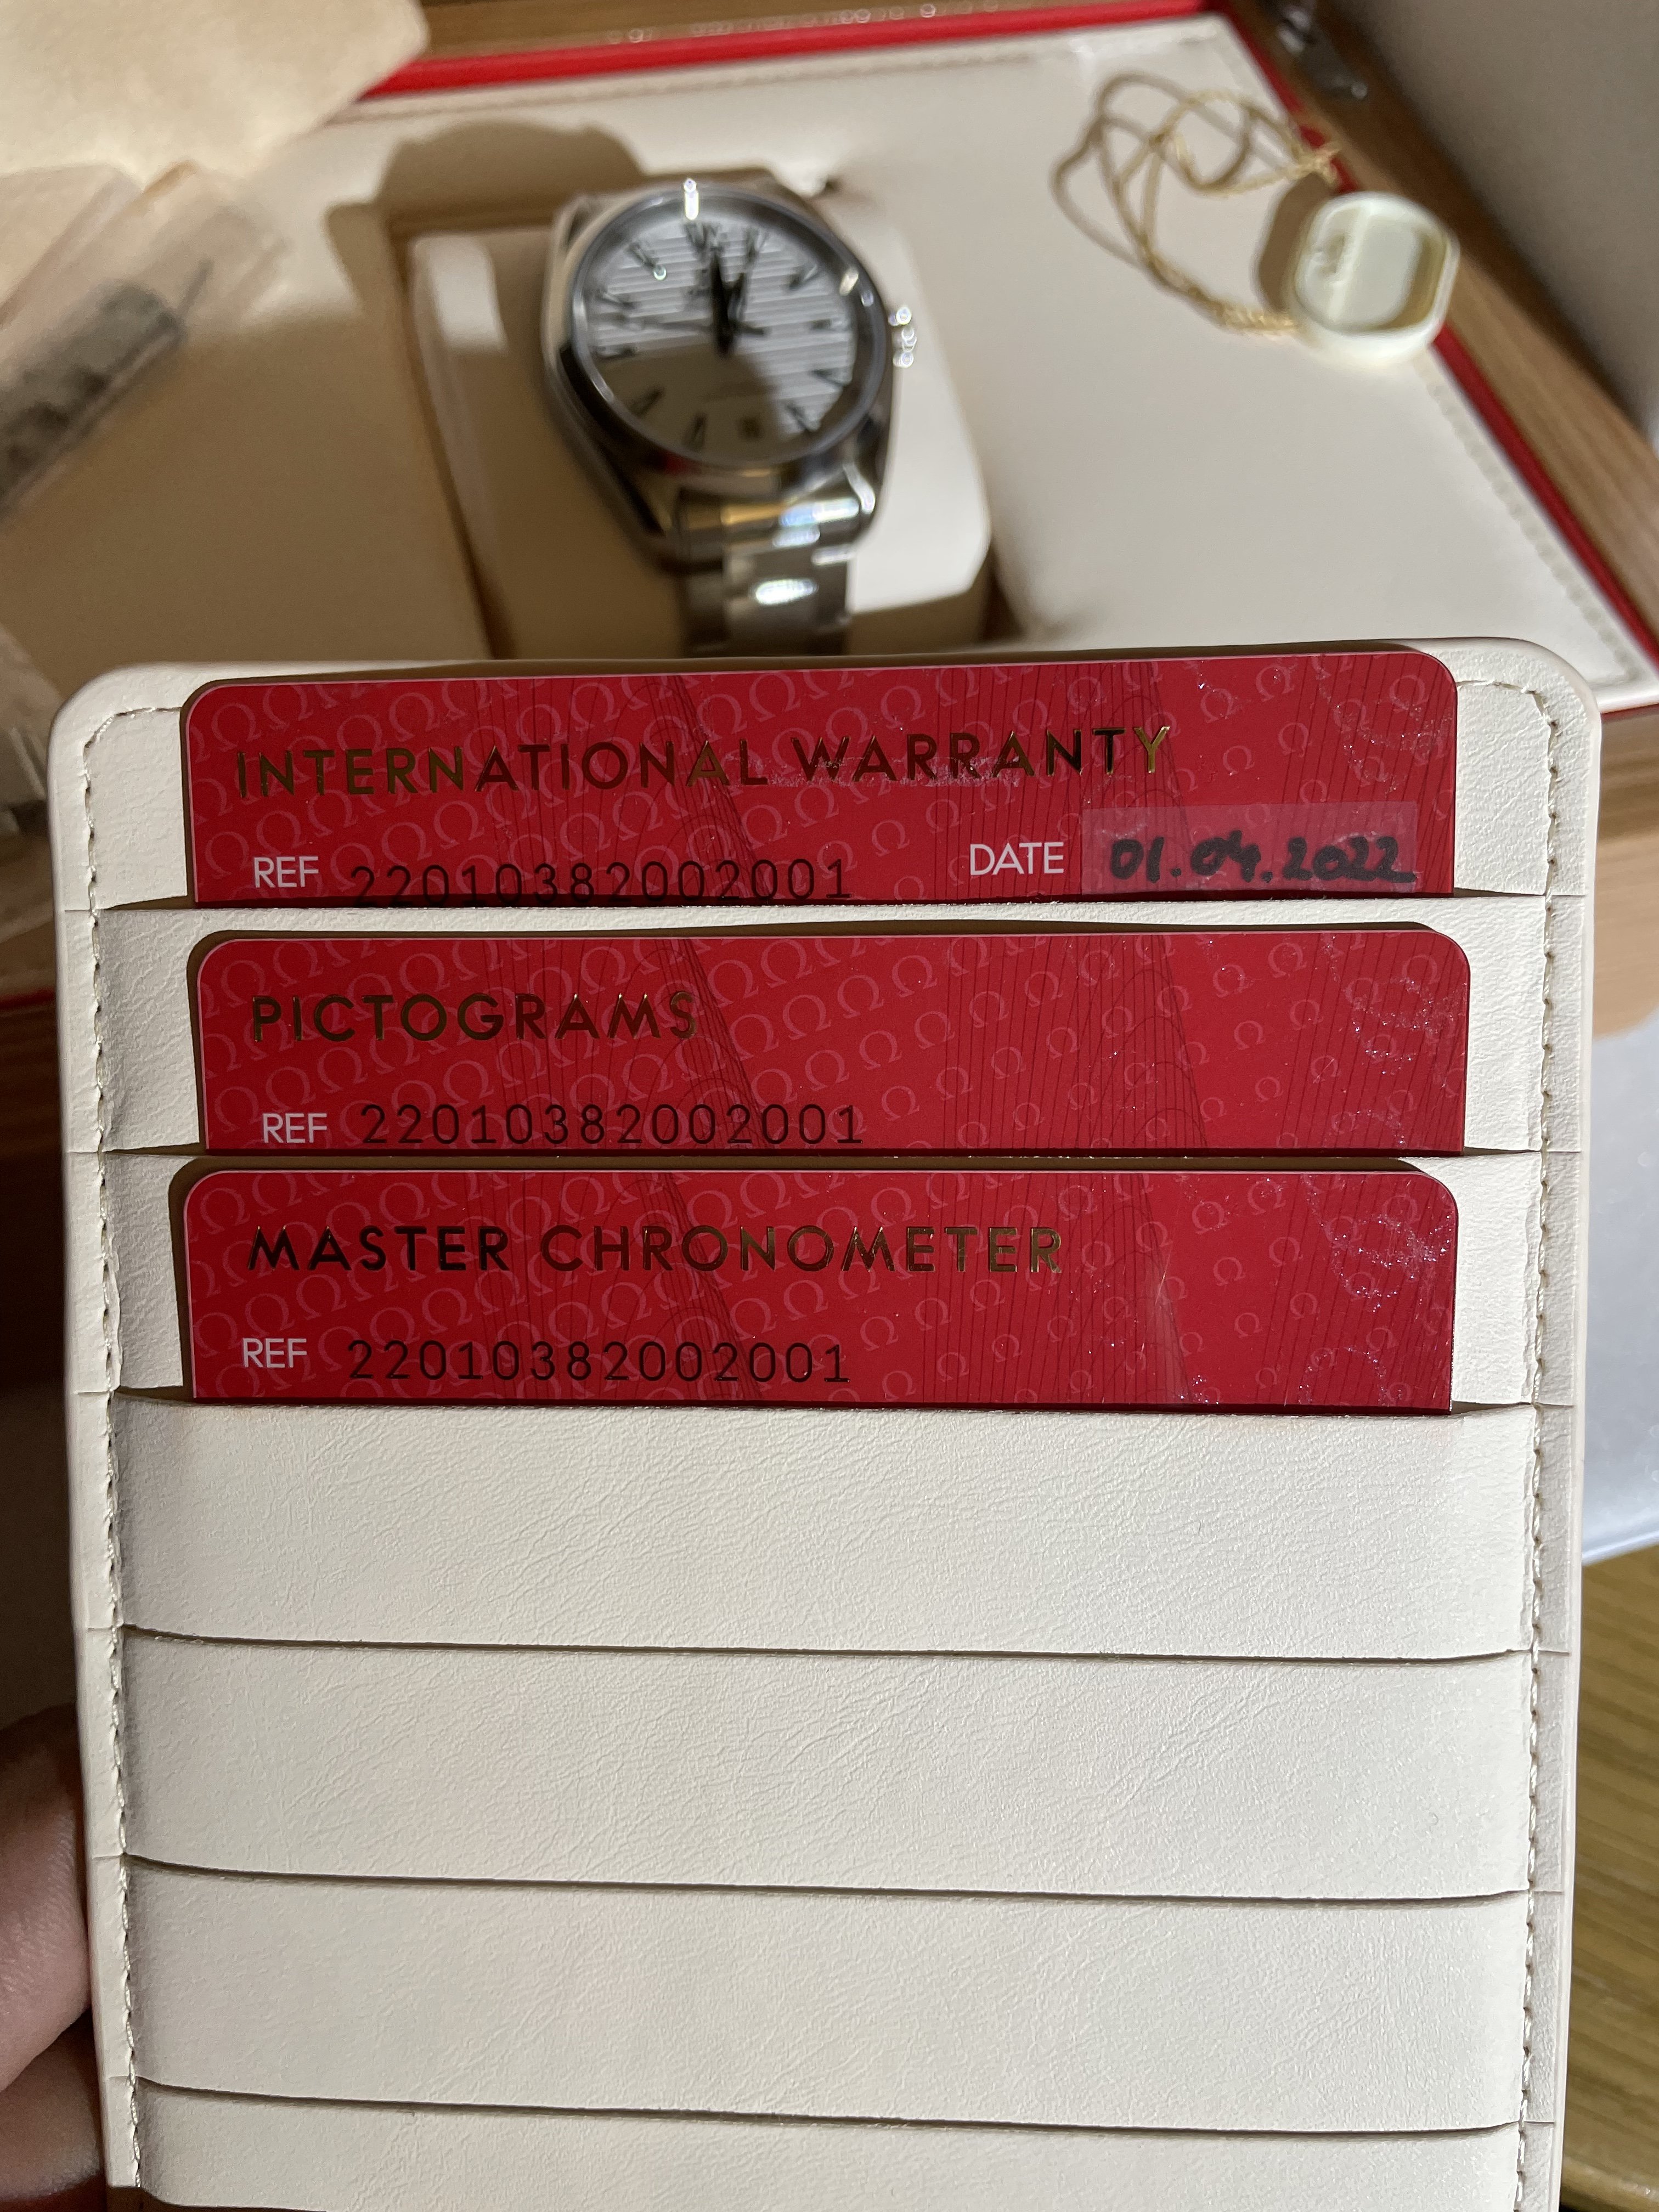 INTERNATIONAL WARRANTY
REF 22010382002001 DATE 01.04.2022
PICTOGRAMS
REF 22010382002001
MASTER CHRONOMETER
REF 22010382002001